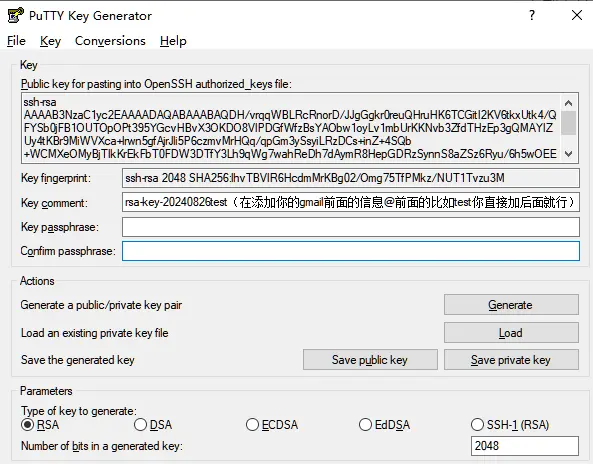 PuTTY Key Generator
File Key Conversions Help
Key
Public key for pasting into OpenSSH authorized_keys file:
ssh-rsa
AAAAB3NzaC1yc2EAAAADAQABAAABAQDH/vrqqWBLRcRnorD/JJgGgkr0reuQHruHK6TCGitI2KV6tkxUtk4/Q
FYSb0jFB1OUTOpOPt395YGcvHBvX3OKDO8VIPDGfWfzBsYAObw1oyLv1mbUrKKNvb3ZfdTHzEp3gQMAYIZ
Uy4tKBr9MiWVXca+lrwn5gfAjrJli5P6czmvMrHQq/qpGm3ySsyiLRzDCs+inZ+4SQb
+WCMXeOMyBjTlkKrEkFbT0FDW3DTfY3Lh9qWg7wahReDh7dAymR8HepGDRzSynnS8aZSz6Ryu/6h5wOEE
Key fingerprint: ssh-rsa 2048 SHA256:lhvTBVIR6HcdmMrKBg02/Omg75TfPMkz/NUT1Tvzu3M
Key comment: rsa-key-20240826test（在添加你的gmail前面的信息@前面的比如test你直接加后面就行）
Key passphrase:
Confirm passphrase:
Actions
Generate a public/private key pair Generate
Load an existing private key file Load
Save the generated key Save public key Save private key
Parameters
Type of key to generate:
RSA DSA ECDSA EdDSA SSH-1 (RSA)
Number of bits in a generated key: 2048